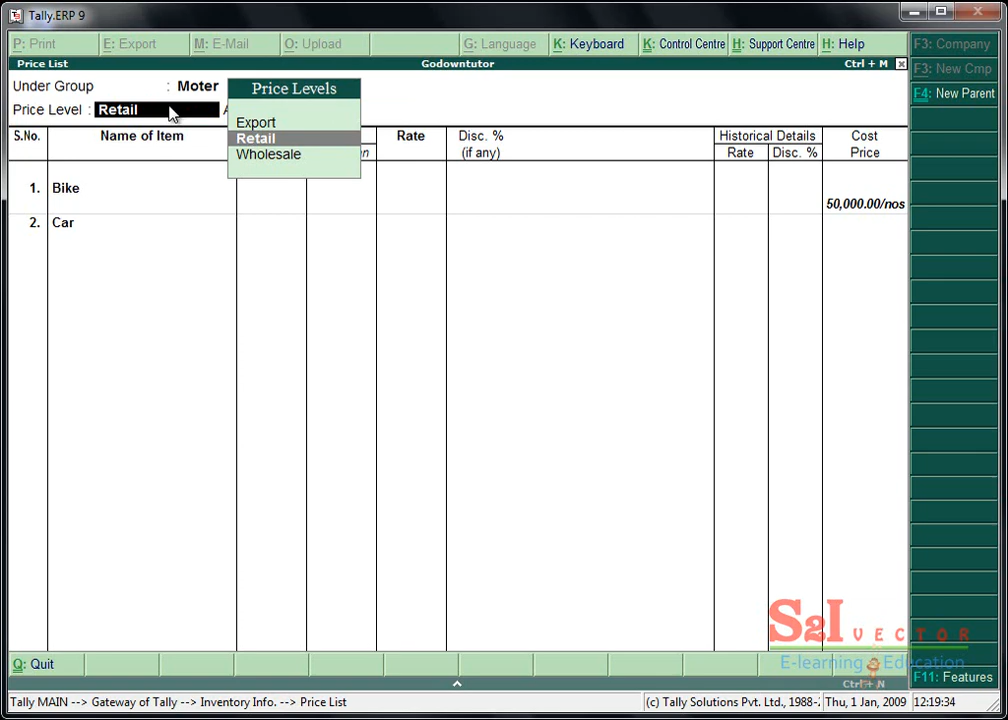 Tally.ERP 9
P: Print E: Export M: E-Mail O: Upload G: Language K: Keyboard K: Control Centre H: Support Centre H: Help F3: Company
Price List Godowntutor Ctrl + M
F3: New Cmp
Under Group : Moter Price Levels
F4: New Parent
Price Level : Retail
Export
Retail
Wholesale
S.No. Name of Item Rate Disc. % Historical Details Cost
(if any) Rate Disc. % Price
1. Bike
50,000.00/nos
2. Car
S2I VECTOR
E-learning Education
Q: Quit
F11: Features
Ctrl + N
Tally MAIN --> Gateway of Tally --> Inventory Info. --> Price List (c) Tally Solutions Pvt. Ltd., 1988-2 Thu, 1 Jan, 2009 12:19:34